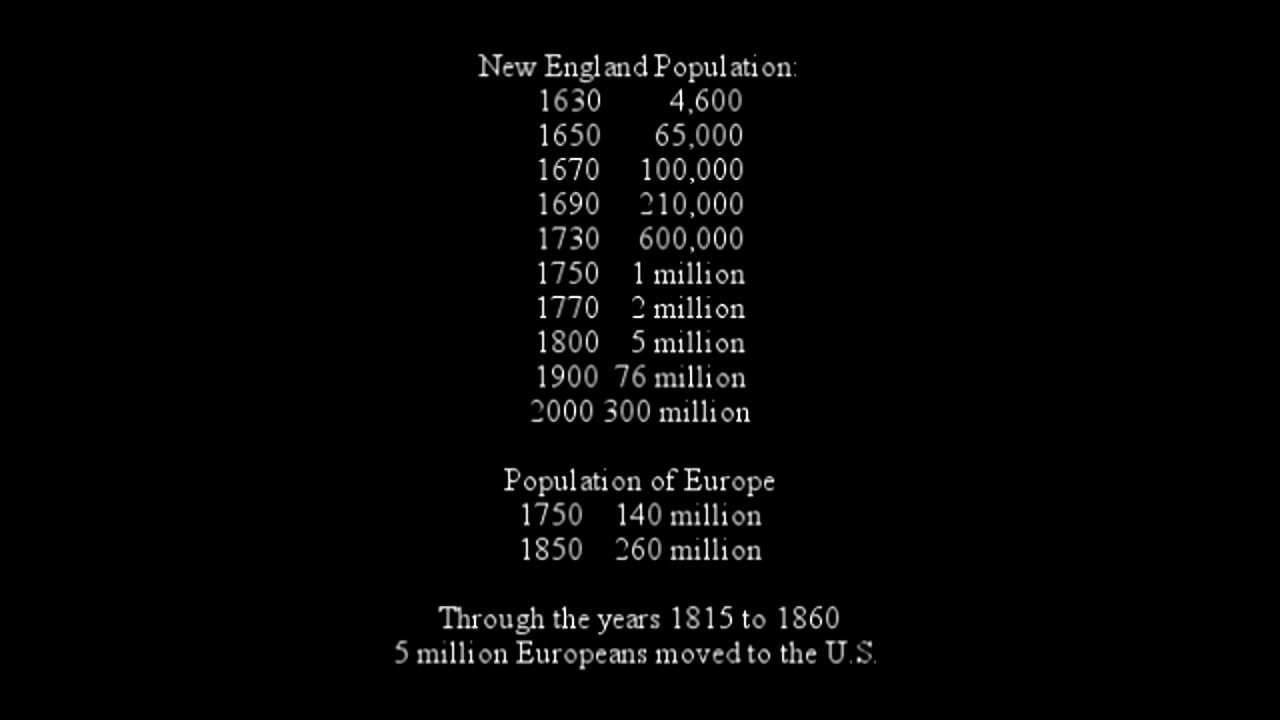 New England Population:
1630 4,600
1650 65,000
1670 100,000
1690 210,000
1730 600,000
1750 1 million
1770 2 million
1800 5 million
1900 76 million
2000 300 million
Population of Europe
1750 140 million
1850 260 million
Through the years 1815 to 1860
5 million Europeans moved to the U.S.